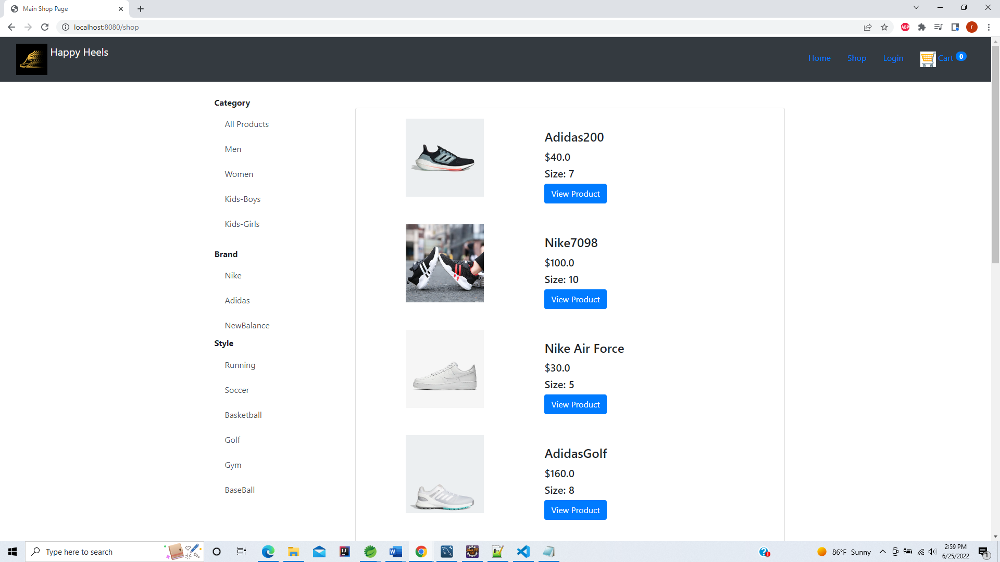 Main Shop Page
localhost:8080/shop
ABP
r
Happy Heels
Home
Shop
Login
Cart 0
Category
All Products
Men
Women
Kids-Boys
Kids-Girls
Brand
Nike
Adidas
NewBalance
Style
Running
Soccer
Basketball
Golf
Gym
BaseBall
Adidas200
$40.0
Size: 7
View Product
Nike7098
$100.0
Size: 10
View Product
Nike Air Force
$30.0
Size: 5
View Product
AdidasGolf
$160.0
Size: 8
View Product
Type here to search
IJ
W
86°F Sunny
2:59 PM
6/25/2022
1